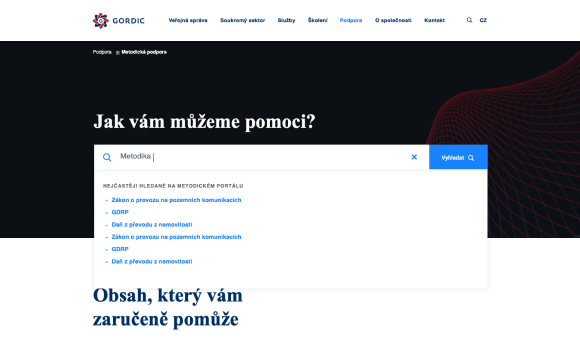 GORDIC
Veřejná správa Soukromý sektor Služby Školení Podpora O společnosti Kontakt CZ
Podpora Metodická podpora
Jak vám můžeme pomoci?
Metodika
Vyhledat
NEJČASTĚJI HLEDANÉ NA METODICKÉM PORTÁLU
– Zákon o provozu na pozemních komunikacích
– GDRP
– Daň z převodu z nemovitosti
– Zákon o provozu na pozemních komunikacích
– GDRP
– Daň z převodu z nemovitosti
Obsah, který vám
zaručeně pomůže